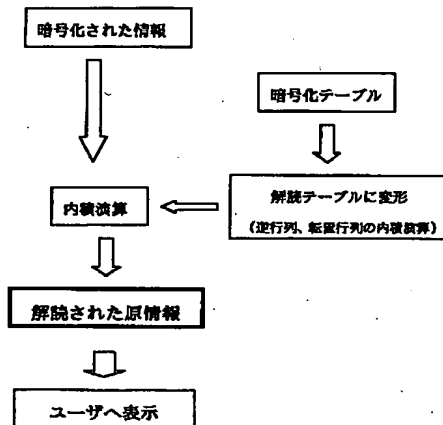 暗号化された情報
暗号化テーブル
内積演算
解読テーブルに変形
(逆行列、転置行列の内積演算)
解読された原情報
ユーザへ表示